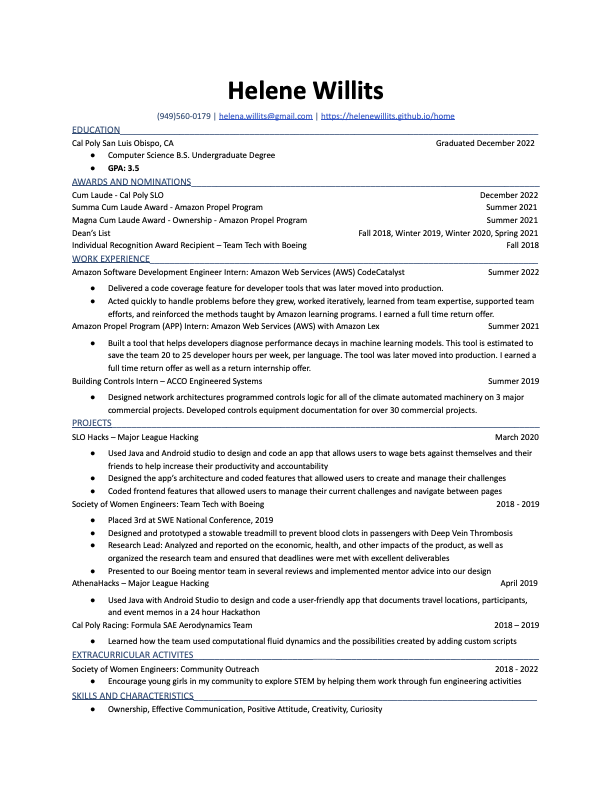 Helene Willits
(949)560-0179 | helena.willits@gmail.com | https://helenewillits.github.io/home
EDUCATION
Cal Poly San Luis Obispo, CA Graduated December 2022
● Computer Science B.S. Undergraduate Degree
● GPA: 3.5
AWARDS AND NOMINATIONS
Cum Laude - Cal Poly SLO December 2022
Summa Cum Laude Award - Amazon Propel Program Summer 2021
Magna Cum Laude Award - Ownership - Amazon Propel Program Summer 2021
Dean's List Fall 2018, Winter 2019, Winter 2020, Spring 2021
Individual Recognition Award Recipient – Team Tech with Boeing Fall 2018
WORK EXPERIENCE
Amazon Software Development Engineer Intern: Amazon Web Services (AWS) CodeCatalyst Summer 2022
● Delivered a code coverage feature for developer tools that was later moved into production.
● Acted quickly to handle problems before they grew, worked iteratively, learned from team expertise, supported team
efforts, and reinforced the methods taught by Amazon learning programs. I earned a full time return offer.
Amazon Propel Program (APP) Intern: Amazon Web Services (AWS) with Amazon Lex Summer 2021
● Built a tool that helps developers diagnose performance decays in machine learning models. This tool is estimated to
save the team 20 to 25 developer hours per week, per language. The tool was later moved into production. I earned a
full time return offer as well as a return internship offer.
Building Controls Intern – ACCO Engineered Systems Summer 2019
● Designed network architectures programmed controls logic for all of the climate automated machinery on 3 major
commercial projects. Developed controls equipment documentation for over 30 commercial projects.
PROJECTS
SLO Hacks – Major League Hacking March 2020
● Used Java and Android studio to design and code an app that allows users to wage bets against themselves and their
friends to help increase their productivity and accountability
● Designed the app's architecture and coded features that allowed users to create and manage their challenges
● Coded frontend features that allowed users to manage their current challenges and navigate between pages
Society of Women Engineers: Team Tech with Boeing 2018 - 2019
● Placed 3rd at SWE National Conference, 2019
● Designed and prototyped a stowable treadmill to prevent blood clots in passengers with Deep Vein Thrombosis
● Research Lead: Analyzed and reported on the economic, health, and other impacts of the product, as well as
organized the research team and ensured that deadlines were met with excellent deliverables
● Presented to our Boeing mentor team in several reviews and implemented mentor advice into our design
AthenaHacks – Major League Hacking April 2019
● Used Java with Android Studio to design and code a user-friendly app that documents travel locations, participants,
and event memos in a 24 hour Hackathon
Cal Poly Racing: Formula SAE Aerodynamics Team 2018 – 2019
● Learned how the team used computational fluid dynamics and the possibilities created by adding custom scripts
EXTRACURRICULAR ACTIVITES
Society of Women Engineers: Community Outreach 2018 - 2022
● Encourage young girls in my community to explore STEM by helping them work through fun engineering activities
SKILLS AND CHARACTERISTICS
● Ownership, Effective Communication, Positive Attitude, Creativity, Curiosity